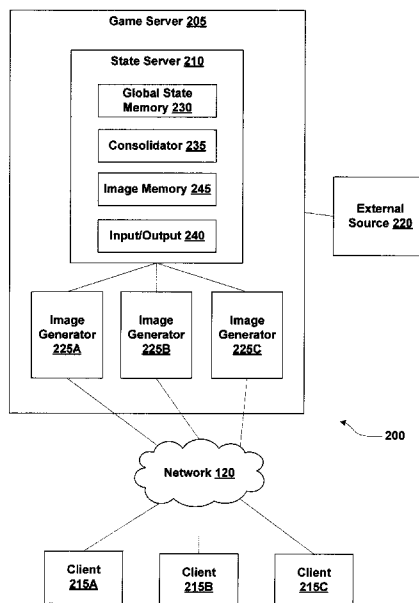 Game Server 205
State Server 210
Global State
Memory 230
Consolidator 235
Image Memory 245
Input/Output 240
External
Source 220
Image
Generator
225A
Image
Generator
225B
Image
Generator
225C
200
Network 120
Client
215A
Client
215B
Client
215C